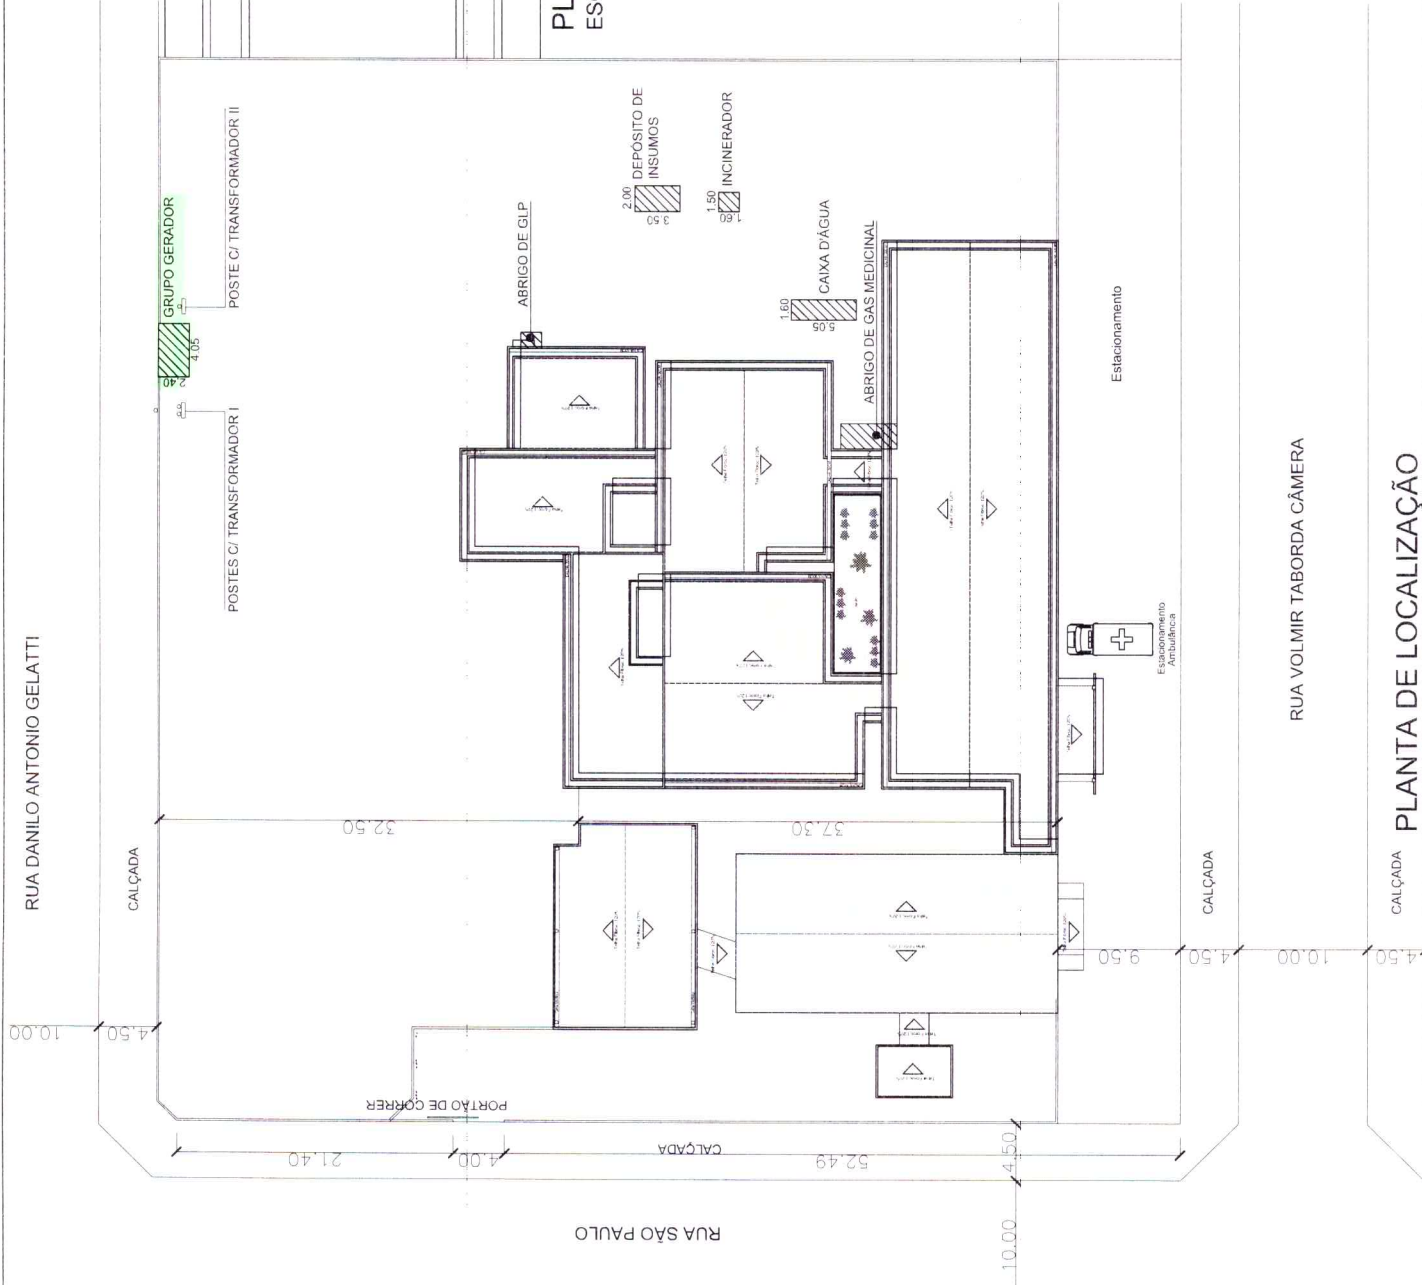 PL
ES
RUA DANILO ANTONIO GELATTI
CALÇADA
10.00
4.50
GRUPO GERADOR
2.40
4.05
POSTE C/ TRANSFORMADOR II
POSTES C/ TRANSFORMADOR I
ABRIGO DE GLP
DEPÓSITO DE
INSUMOS
2.00
3.50
INCINERADOR
1.50
1.60
CAIXA D'ÁGUA
1.60
5.05
ABRIGO DE GAS MEDICINAL
Estacionamento
Estacionamento
Ambulância
32.50
37.30
PORTÃO DE CORRER
21.40
4.00
CALÇADA
52.49
4.50
10.00
RUA SÃO PAULO
9.50
4.50
10.00
4.50
CALÇADA
RUA VOLMIR TABORDA CÂMERA
CALÇADA
PLANTA DE LOCALIZAÇÃO